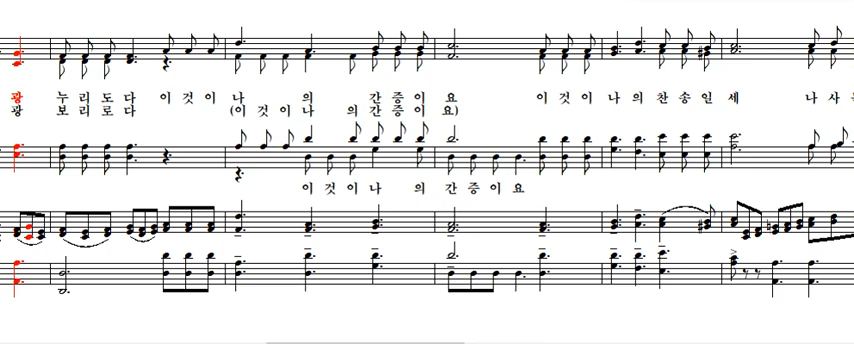 광 누리도다 이것이 나 의 간증이 요 이것이 나의찬송일 세 나사
광 보리로다 (이것이나 의간증이 요)
이것이나 의간증이요